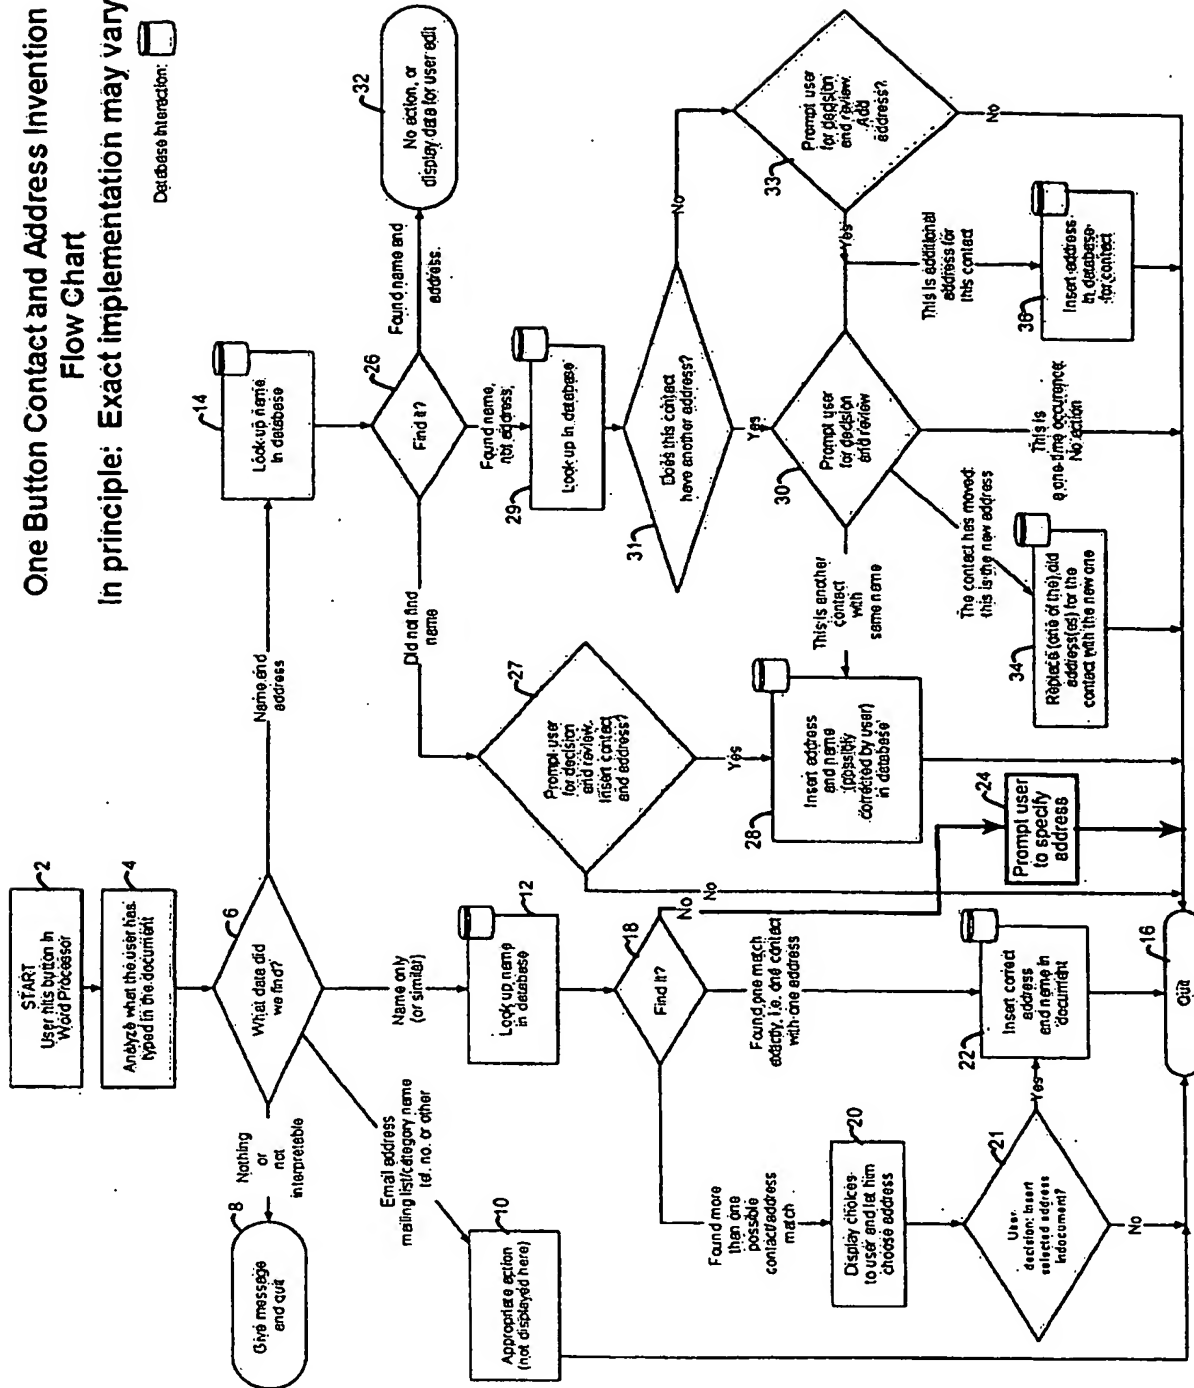 One Button Contact and Address Invention
Flow Chart
In principle: Exact implementation may vary
Database Interaction:
2
START
User hits button In
Word Processor
4
Analyze what the user has
typed in the document
6
What data did
we find?
Nothing
or
not
interpretable
8
Give message
and quit
Email address
mailing list/category name
tel. no. or other
10
Appropriate action
(not displayed here)
Name only
(or similar)
12
Look up name
in database
Name and
address
14
Look up name
In database
18
Find It?
No
Found one match
exactly, i.e. one contact
with one address
Found more
than one
possible
contact/address
match
20
Display choices
to user and let him
choose address
21
User
decision: Insert
selected address
Indocument?
Yes
No
22
Insert correct
address
and name In
document
24
Prompt user
to specify
address
16
Quit
26
Find It?
Did not find
name
Found name,
not address,
Found name and
address.
32
No action, or
display data for user edit
27
Prompt user
for decision
and review.
Insert contact
and address?
Yes
No
28
Insert address
and name
(possibly
corrected by user)
in database
29
Look up In database
31
Does this contact
have another address?
Yes
No
30
Prompt user
for decision
and review
This is another
contact
with
same name
The contact has moved:
this is the new address
This is
a one-time occurence:
No action
This is additional
address for
this contact
33
Prompt user
for decision
and review.
Add
address?
Yes
No
34
Replace (one of the) old
address(es) for the
contact with the new one
36
Insert address
In database
for contact